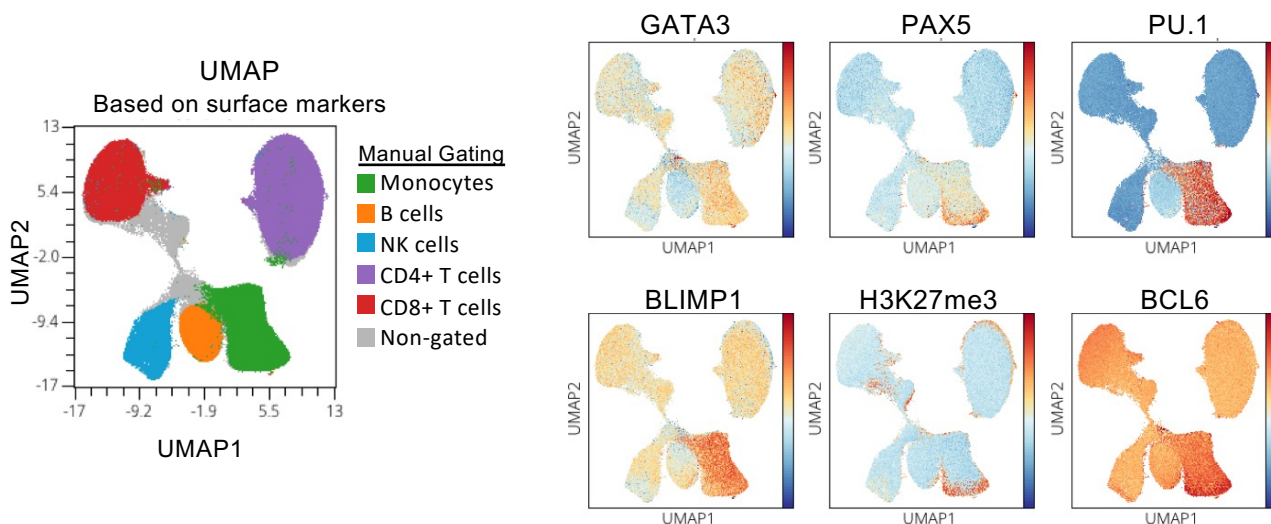 UMAP
Based on surface markers
13
5.4
-2.0
-9.4
-17
UMAP2
-17
-9.2
-1.9
5.5
13
UMAP1
Manual Gating
Monocytes
B cells
NK cells
CD4+ T cells
CD8+ T cells
Non-gated
GATA3
UMAP2
UMAP1
PAX5
UMAP2
UMAP1
PU.1
UMAP2
UMAP1
BLIMP1
UMAP2
UMAP1
H3K27me3
UMAP2
UMAP1
BCL6
UMAP2
UMAP1